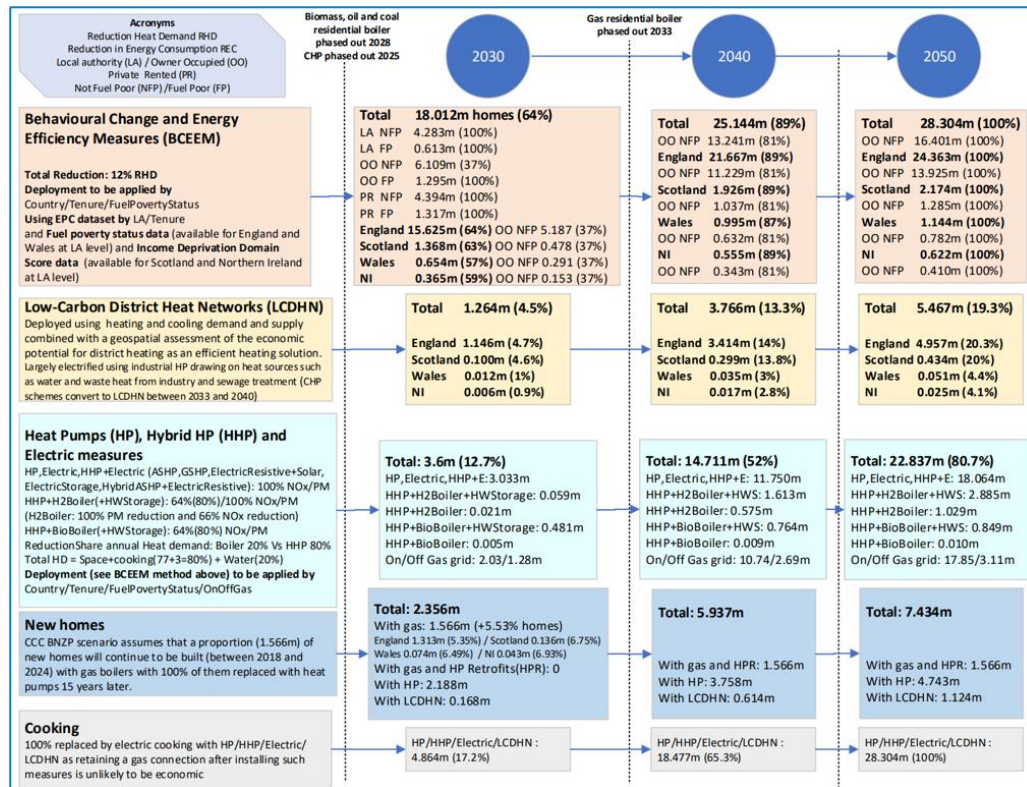 Acronyms
Reduction Heat Demand RHD
Reduction in Energy Consumption REC
Local authority (LA) / Owner Occupied (OO)
Private Rented (PR)
Not Fuel Poor (NFP) /Fuel Poor (FP)
Biomass, oil and coal
residential boiler
phased out 2028
CHP phased out 2025
2030
Gas residential boiler
phased out 2033
2040
2050
Behavioural Change and Energy
Efficiency Measures (BCEEM)
Total Reduction: 12% RHD
Deployment to be applied by
Country/Tenure/FuelPovertyStatus
Using EPC dataset by LA/Tenure
and Fuel poverty status data (available for England and
Wales at LA level) and Income Deprivation Domain
Score data (available for Scotland and Northern Ireland
at LA level)
Total 18.012m homes (64%)
LA NFP 4.283m (100%)
LA FP 0.613m (100%)
OO NFP 6.109m (37%)
OO FP 1.295m (100%)
PR NFP 4.394m (100%)
PR FP 1.317m (100%)
England 15.625m (64%) OO NFP 5.187 (37%)
Scotland 1.368m (63%) OO NFP 0.478 (37%)
Wales 0.654m (57%) OO NFP 0.291 (37%)
NI 0.365m (59%) OO NFP 0.153 (37%)
Total 25.144m (89%)
OO NFP 13.241m (81%)
England 21.667m (89%)
OO NFP 11.229m (81%)
Scotland 1.926m (89%)
OO NFP 1.037m (81%)
Wales 0.995m (87%)
OO NFP 0.632m (81%)
NI 0.555m (89%)
OO NFP 0.343m (81%)
Total 28.304m (100%)
OO NFP 16.401m (100%)
England 24.363m (100%)
OO NFP 13.925m (100%)
Scotland 2.174m (100%)
OO NFP 1.285m (100%)
Wales 1.144m (100%)
OO NFP 0.782m (100%)
NI 0.622m (100%)
OO NFP 0.410m (100%)
Low-Carbon District Heat Networks (LCDHN)
Deployed using heating and cooling demand and supply
combined with a geospatial assessment of the economic
potential for district heating as an efficient heating solution.
Largely electrified using industrial HP drawing on heat sources such
as water and waste heat from industry and sewage treatment (CHP
schemes convert to LCDHN between 2033 and 2040)
Total 1.264m (4.5%)
England 1.146m (4.7%)
Scotland 0.100m (4.6%)
Wales 0.012m (1%)
NI 0.006m (0.9%)
Total 3.766m (13.3%)
England 3.414m (14%)
Scotland 0.299m (13.8%)
Wales 0.035m (3%)
NI 0.017m (2.8%)
Total 5.467m (19.3%)
England 4.957m (20.3%)
Scotland 0.434m (20%)
Wales 0.051m (4.4%)
NI 0.025m (4.1%)
Heat Pumps (HP), Hybrid HP (HHP) and
Electric measures
HP,Electric,HHP+Electric (ASHP,GSHP,ElectricResistive+Solar,
ElectricStorage,HybridASHP+ElectricResistive): 100% NOx/PM
HHP+H2Boiler(+HWStorage): 64%(80%)/100% NOx/PM
(H2Boiler: 100% PM reduction and 66% NOx reduction)
HHP+BioBoiler(+HWStorage): 64%(80%) NOx/PM
ReductionShare annual Heat demand: Boiler 20% Vs HHP 80%
Total HD = Space+cooking(77+3=80%) + Water(20%)
Deployment (see BCEEM method above) to be applied by
Country/Tenure/FuelPovertyStatus/OnOffGas
Total: 3.6m (12.7%)
HP,Electric,HHP+E: 3.033m
HHP+H2Boiler+HWStorage: 0.059m
HHP+H2Boiler: 0.021m
HHP+BioBoiler+HWStorage: 0.481m
HHP+BioBoiler: 0.005m
On/Off Gas grid: 2.03/1.28m
Total: 14.711m (52%)
HP,Electric,HHP+E: 11.750m
HHP+H2Boiler+HWS: 1.613m
HHP+H2Boiler: 0.575m
HHP+BioBoiler+HWS: 0.764m
HHP+BioBoiler: 0.009m
On/Off Gas grid: 10.74/2.69m
Total: 22.837m (80.7%)
HP,Electric,HHP+E: 18.064m
HHP+H2Boiler+HWS: 2.885m
HHP+H2Boiler: 1.029m
HHP+BioBoiler+HWS: 0.849m
HHP+BioBoiler: 0.010m
On/Off Gas grid: 17.85/3.11m
New homes
CCC BNZP scenario assumes that a proportion (1.566m) of
new homes will continue to be built (between 2018 and
2024) with gas boilers with 100% of them replaced with heat
pumps 15 years later.
Total: 2.356m
With gas: 1.566m (+5.53% homes)
England 1.313m (5.35%) / Scotland 0.136m (6.75%)
Wales 0.074m (6.49%) / NI 0.043m (6.93%)
With gas and HP Retrofits(HPR): 0
With HP: 2.188m
With LCDHN: 0.168m
Total: 5.937m
With gas and HPR: 1.566m
With HP: 3.758m
With LCDHN: 0.614m
Total: 7.434m
With gas and HPR: 1.566m
With HP: 4.743m
With LCDHN: 1.124m
Cooking
100% replaced by electric cooking with HP/HHP/Electric/
LCDHN as retaining a gas connection after installing such
measures is unlikely to be economic
HP/HHP/Electric/LCDHN :
4.864m (17.2%)
HP/HHP/Electric/LCDHN :
18.477m (65.3%)
HP/HHP/Electric/LCDHN :
28.304m (100%)